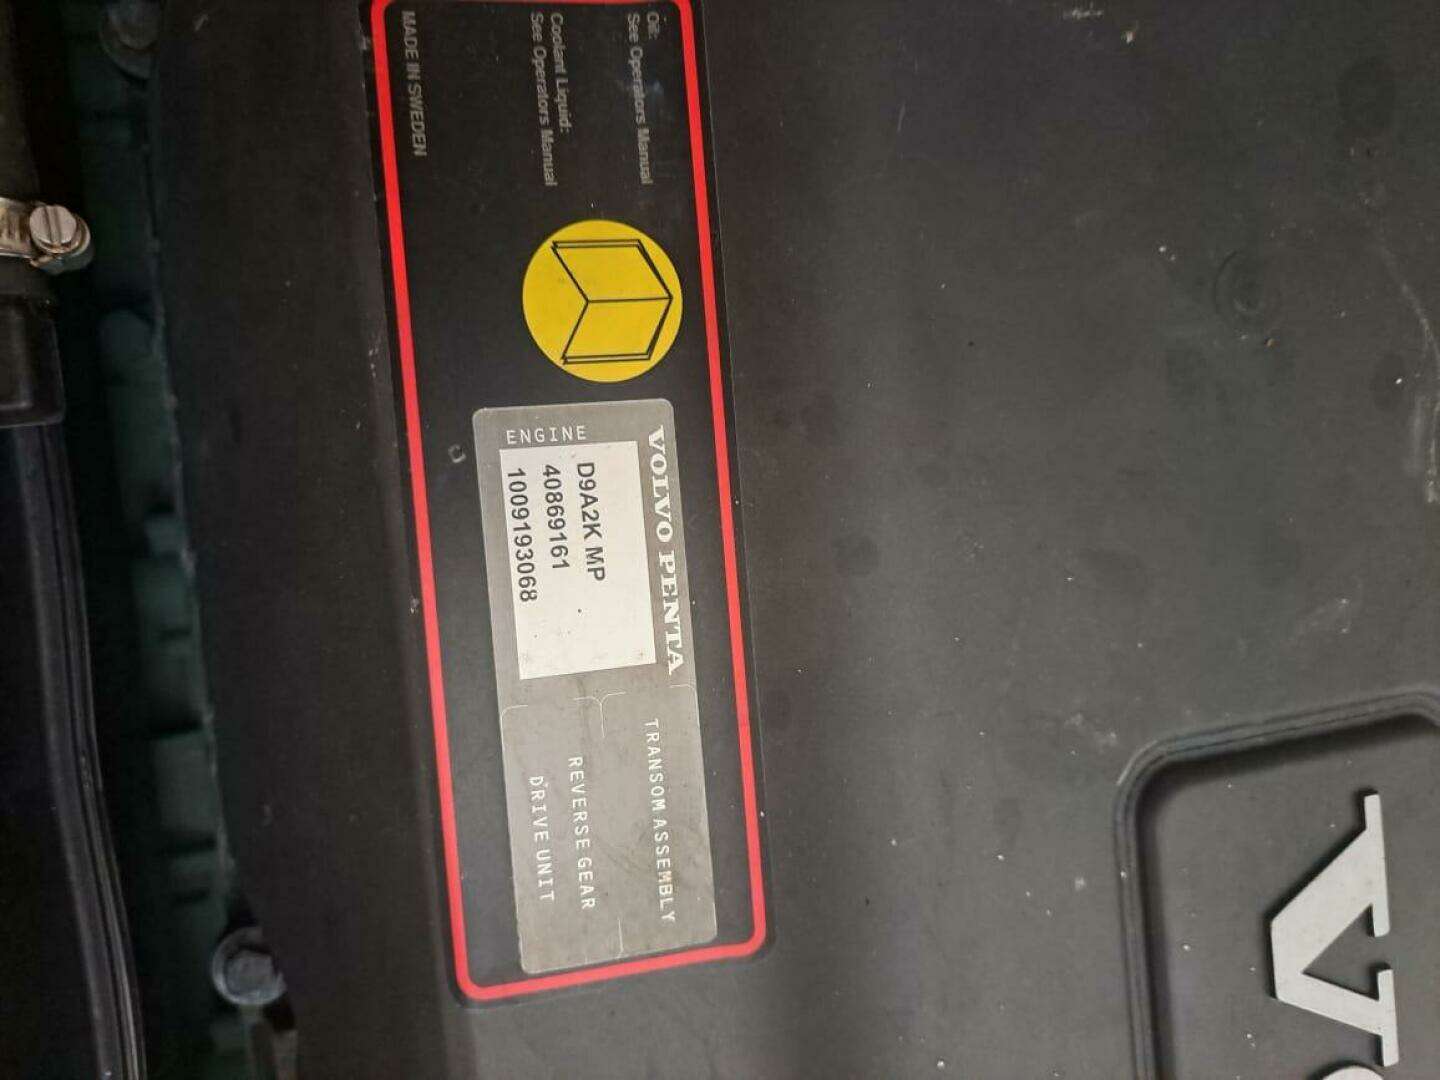 Oil:
See Operators Manual
Coolant Liquid:
See Operators Manual
MADE IN SWEDEN
VOLVO PENTA
D9A2K MP
40869161
1009193068
ENGINE
TRANSOM ASSEMBLY
REVERSE GEAR
DRIVE UNIT
V